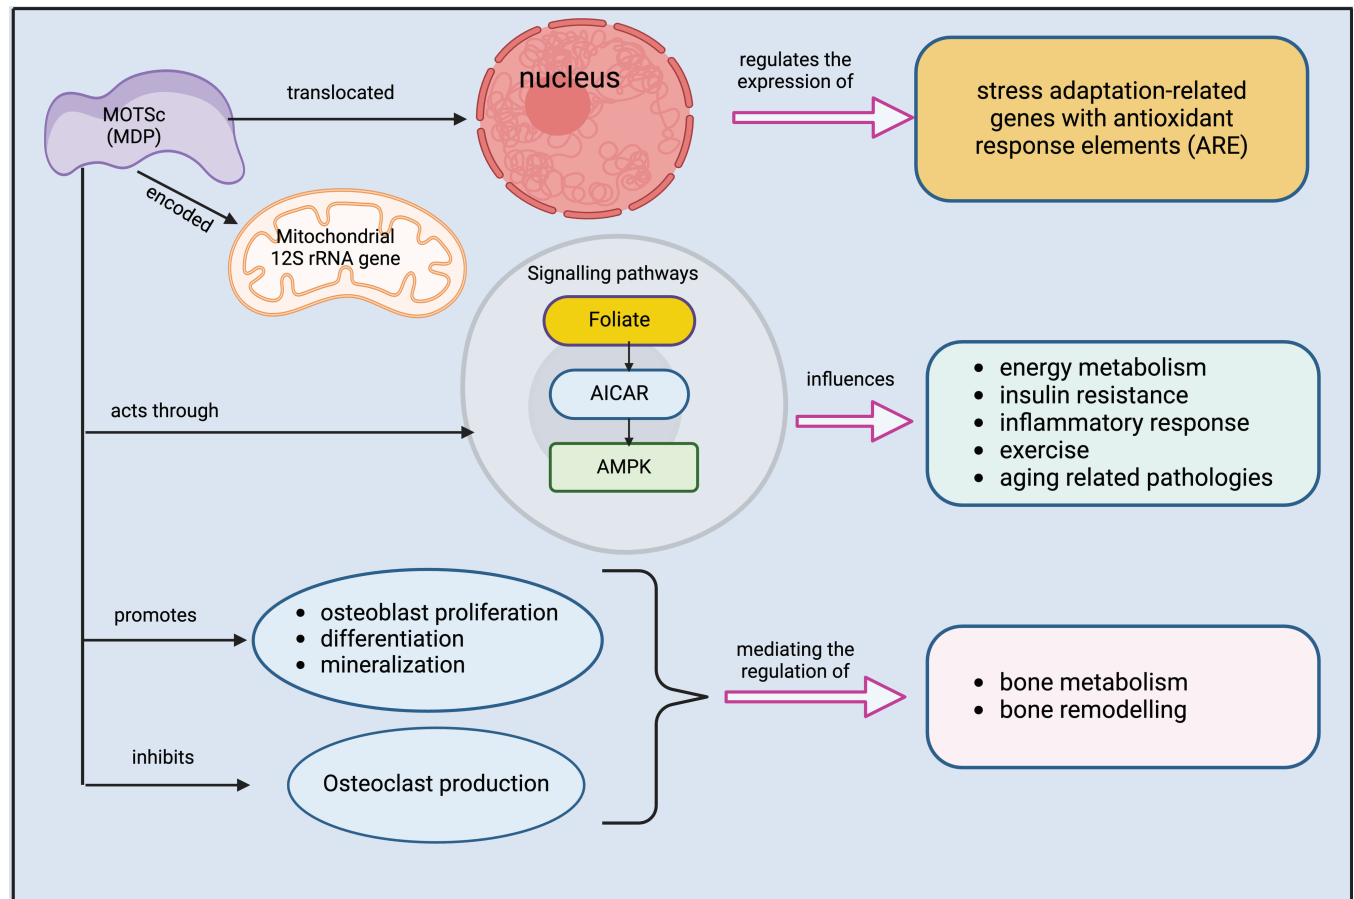 MOTSc
(MDP)
translocated
nucleus
regulates the
expression of
stress adaptation-related
genes with antioxidant
response elements (ARE)
encoded
Mitochondrial
12S rRNA gene
Signalling pathways
Foliate
AICAR
AMPK
acts through
influences
• energy metabolism
• insulin resistance
• inflammatory response
• exercise
• aging related pathologies
promotes
• osteoblast proliferation
• differentiation
• mineralization
inhibits
Osteoclast production
mediating the
regulation of
• bone metabolism
• bone remodelling